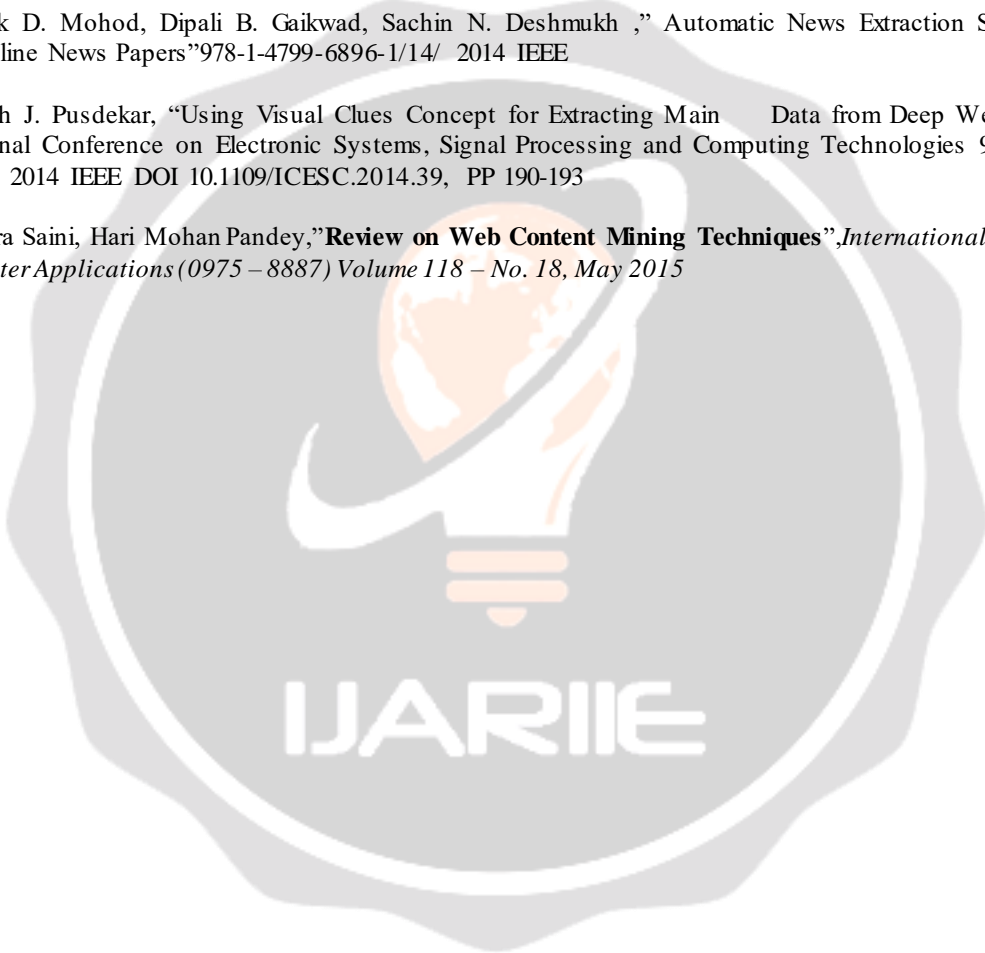 k D. Mohod, Dipali B. Gaikwad, Sachin N. Deshmukh ,” Automatic News Extraction S
line News Papers”978-1-4799-6896-1/14/ 2014 IEEE
h J. Pusdekar, “Using Visual Clues Concept for Extracting Main Data from Deep We
nal Conference on Electronic Systems, Signal Processing and Computing Technologies 9
2014 IEEE DOI 10.1109/ICESC.2014.39, PP 190-193
ra Saini, Hari Mohan Pandey,”Review on Web Content Mining Techniques”,International
ter Applications (0975 – 8887) Volume 118 – No. 18, May 2015
IJARIIE